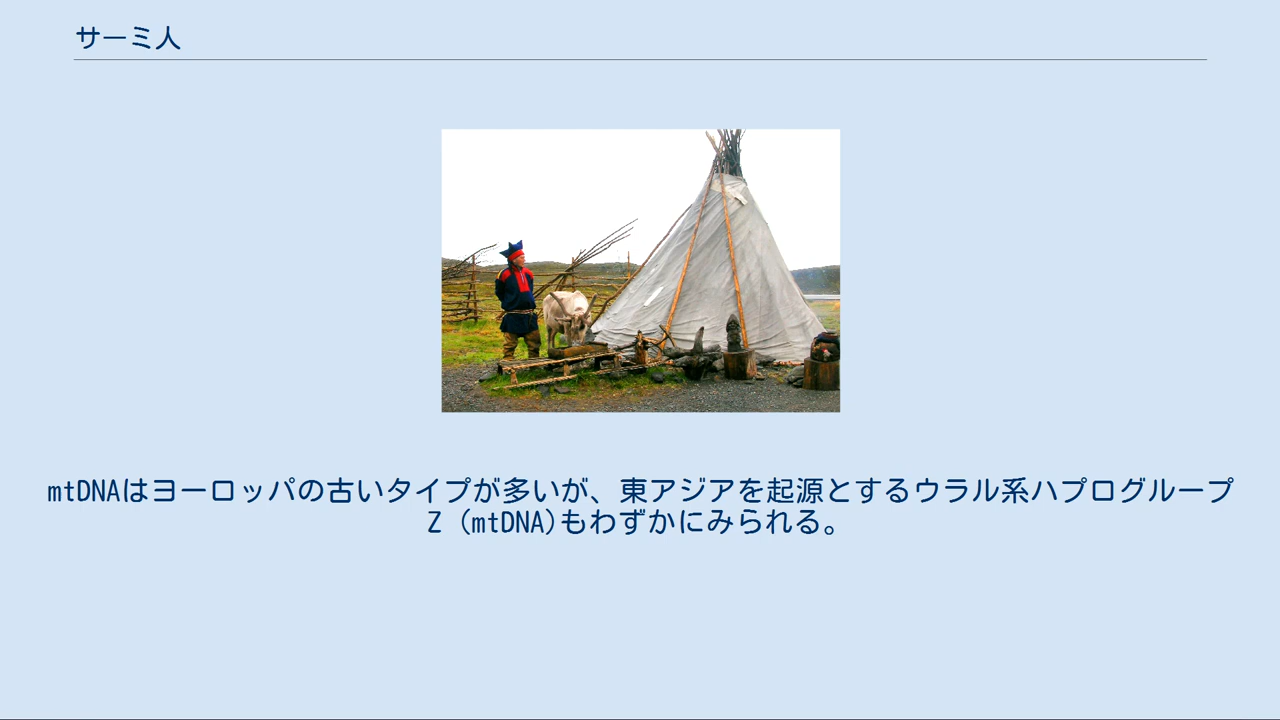 サーミ人
mtDNAはヨーロッパの古いタイプが多いが、東アジアを起源とするウラル系ハプログループ
Z (mtDNA)もわずかにみられる。